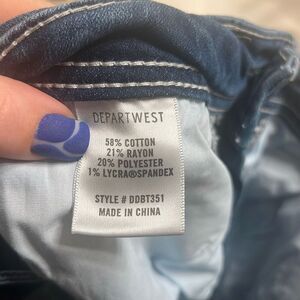 DEPARTWEST
58% COTTON
21% RAYON
20% POLYESTER
1% LYCRA®SPANDEX
STYLE # DDBT351
MADE IN CHINA